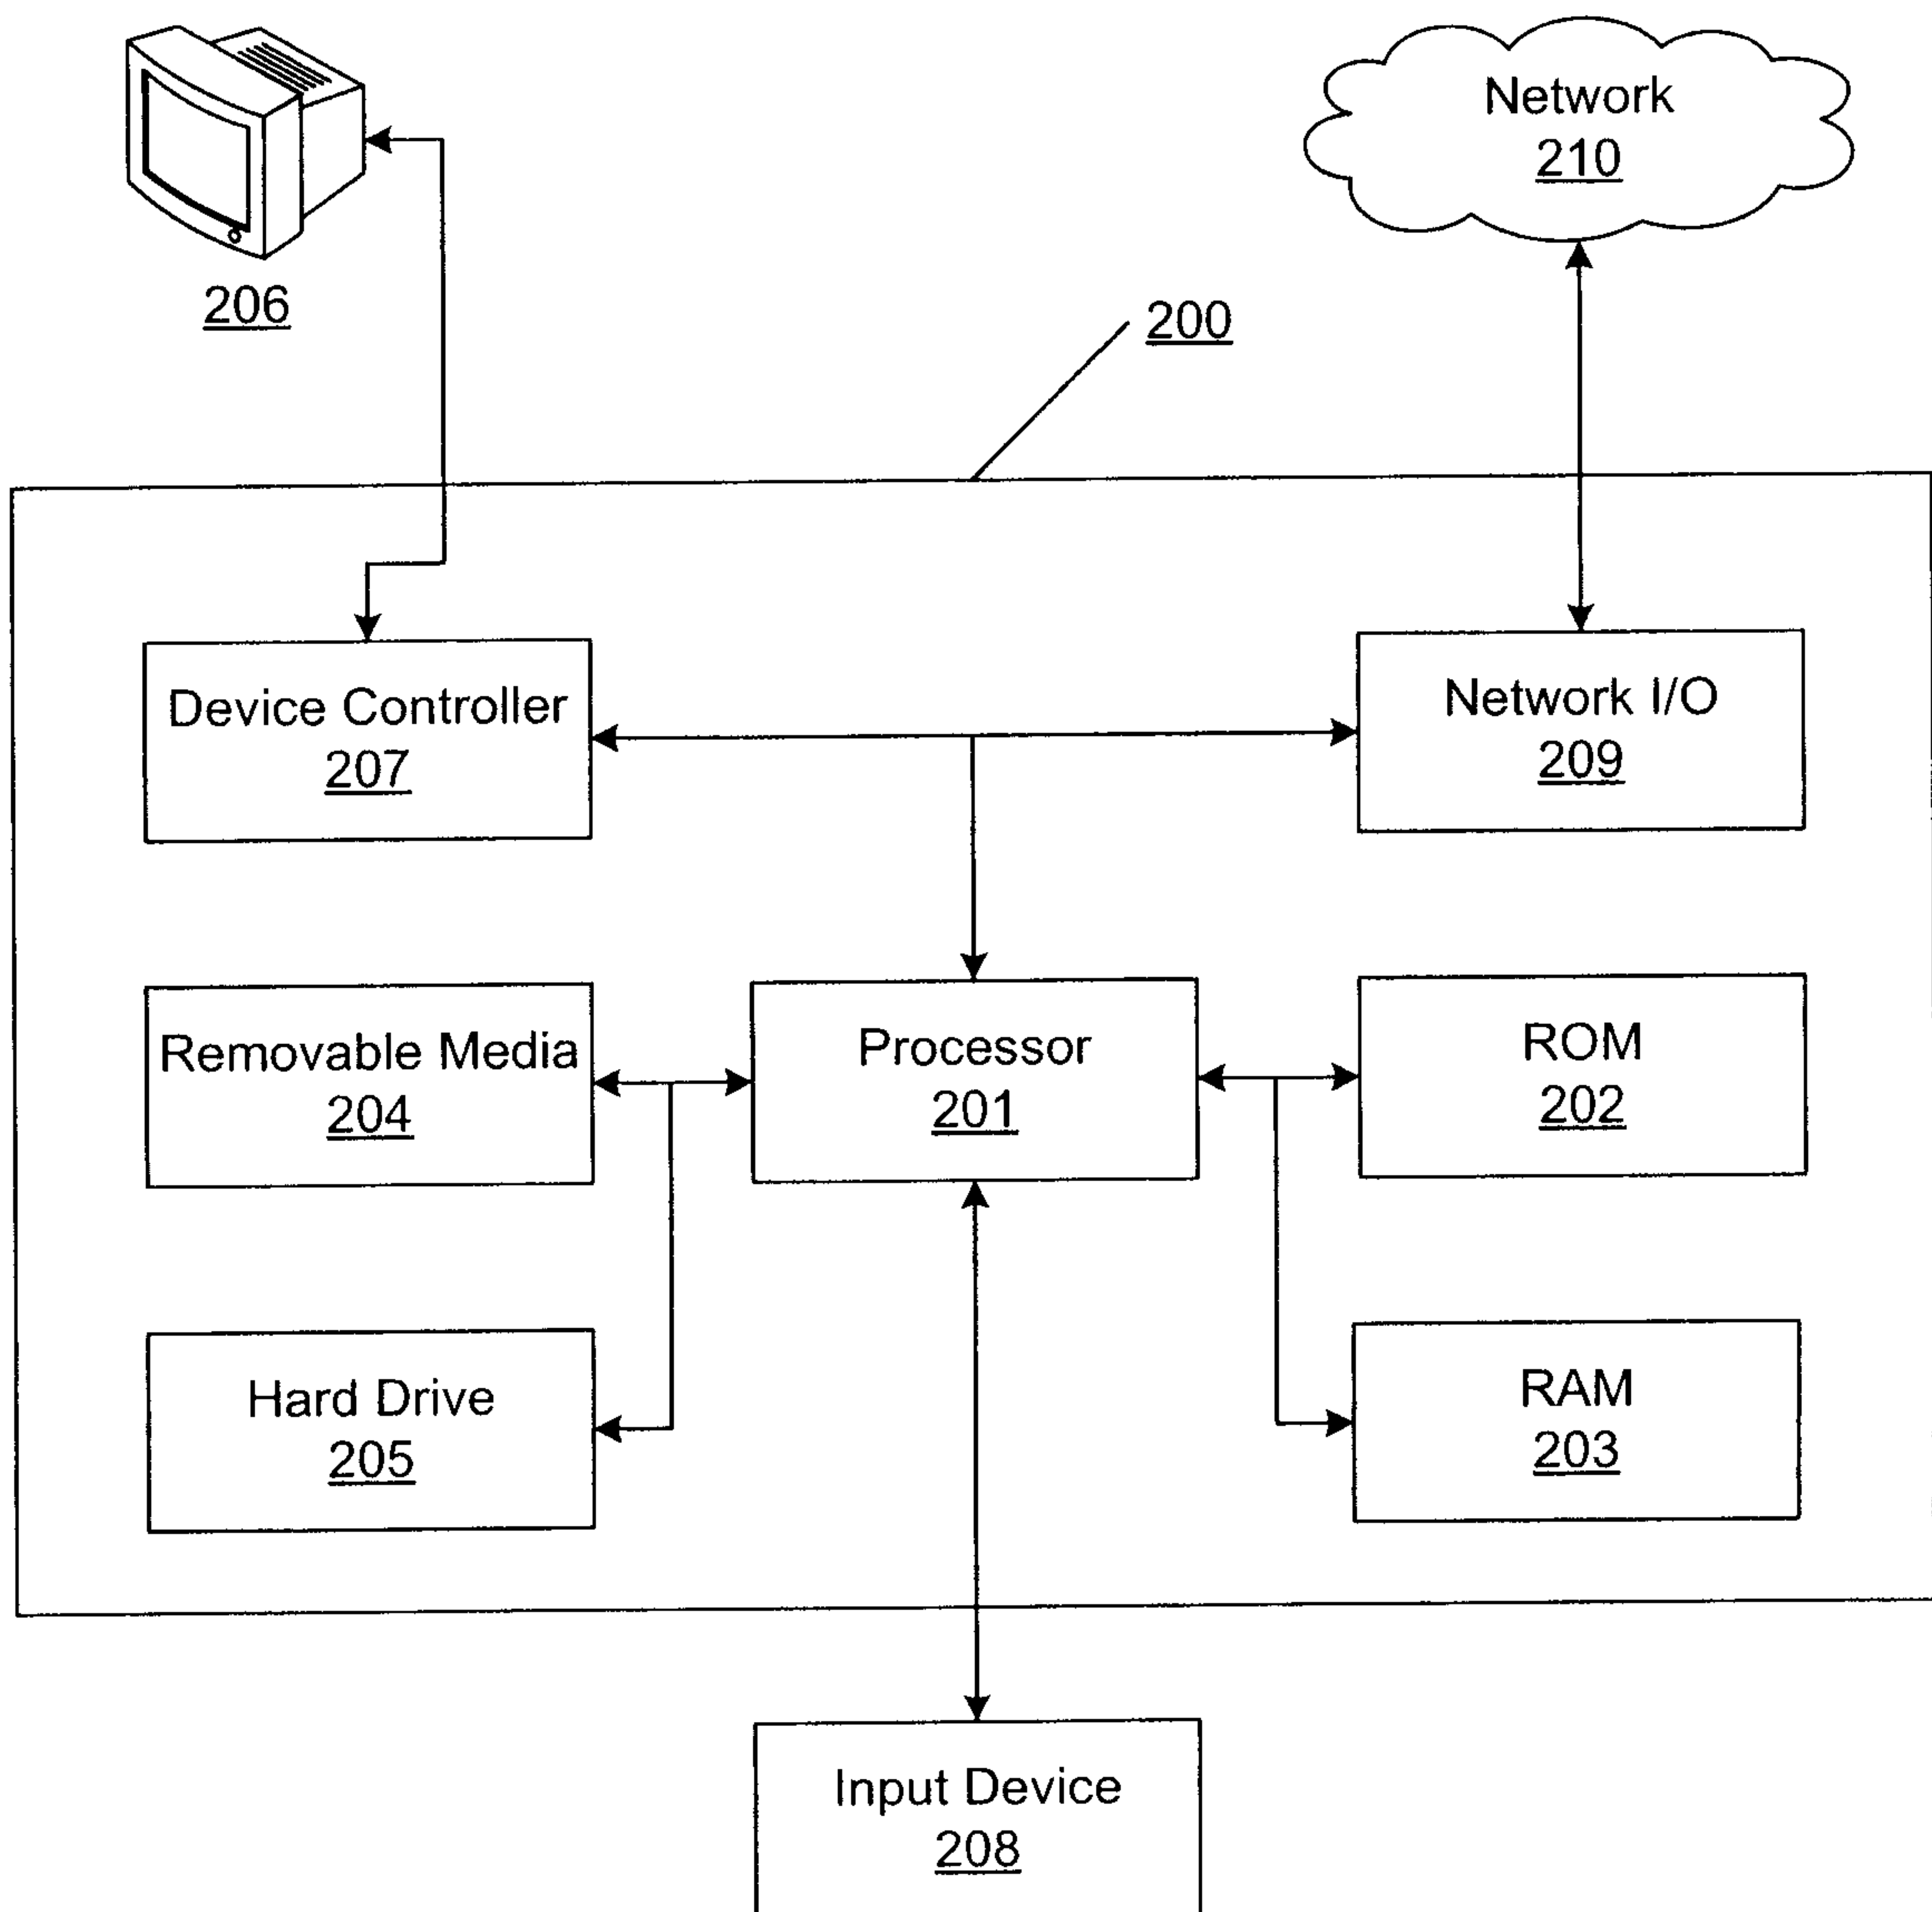 Network
210
206
200
Device Controller
207
Network I/O
209
Removable Media
204
Processor
201
ROM
202
Hard Drive
205
RAM
203
Input Device
208